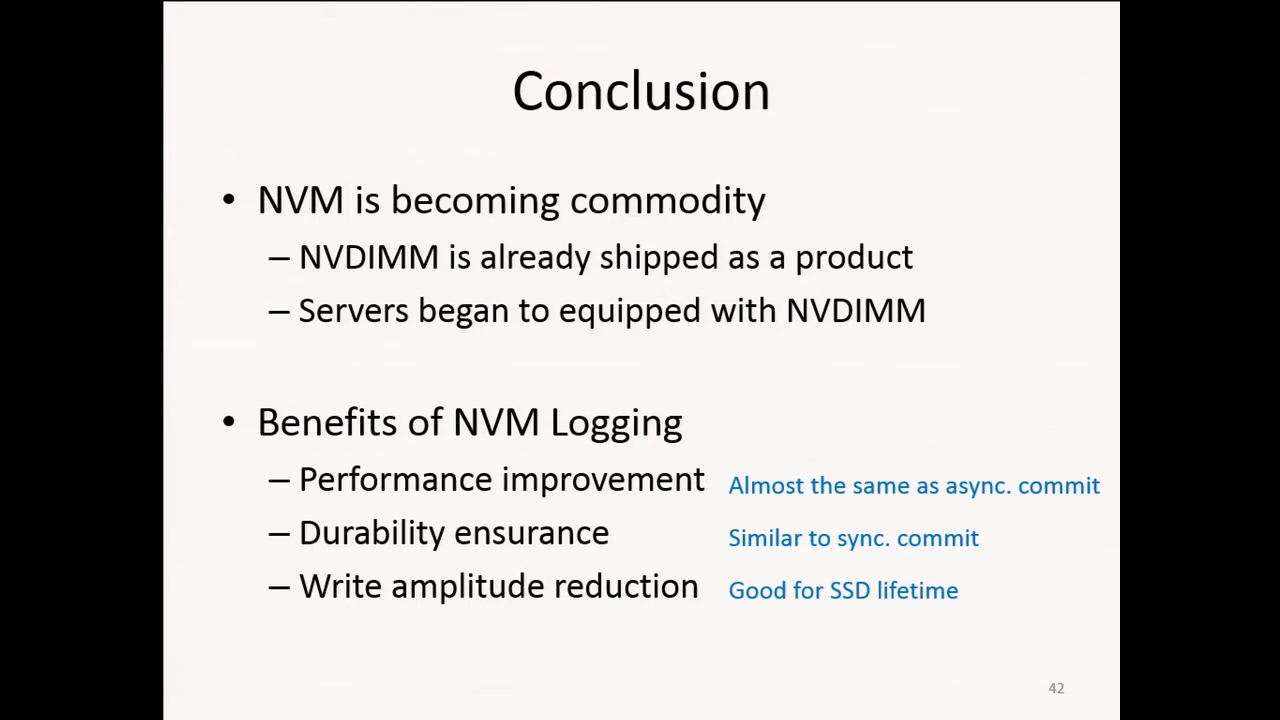 Conclusion
• NVM is becoming commodity
– NVDIMM is already shipped as a product
– Servers began to equipped with NVDIMM
• Benefits of NVM Logging
– Performance improvement Almost the same as async. commit
– Durability ensurance Similar to sync. commit
– Write amplitude reduction Good for SSD lifetime
42